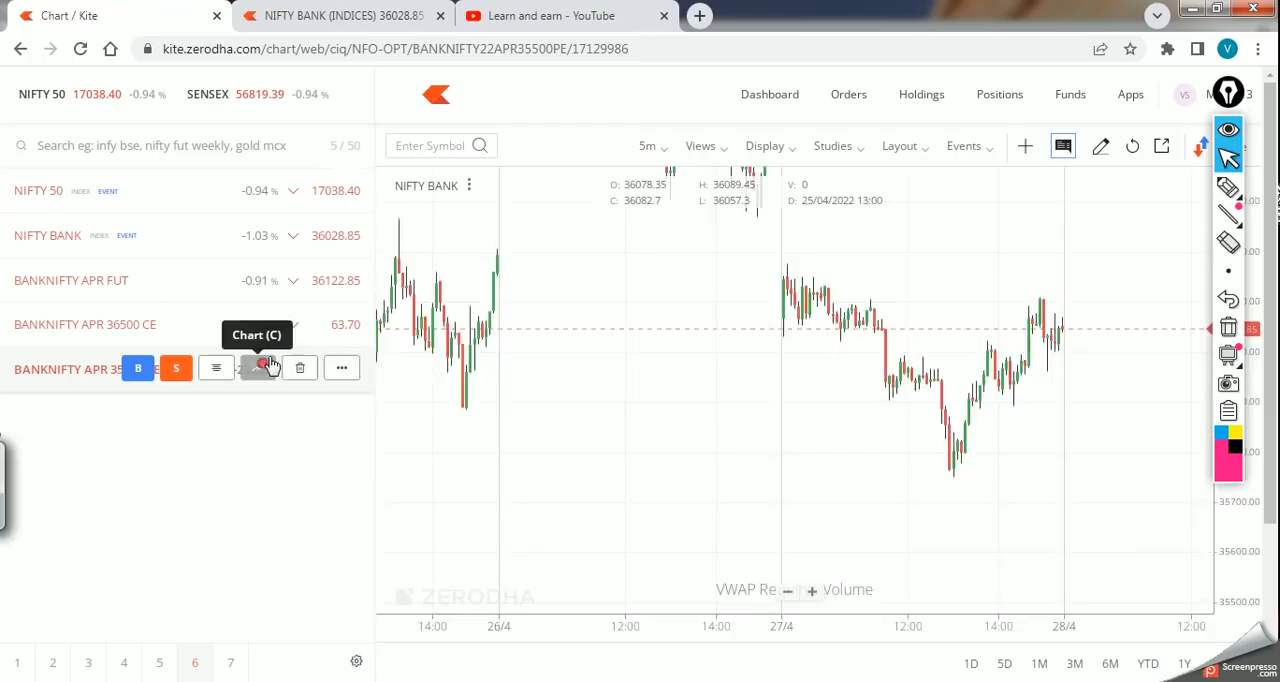 Chart / Kite
NIFTY BANK (INDICES) 36028.85
Learn and earn - YouTube
kite.zerodha.com/chart/web/ciq/NFO-OPT/BANKNIFTY22APR35500PE/17129986
V
NIFTY 50 17038.40 -0.94 % SENSEX 56819.39 -0.94 %
Dashboard Orders Holdings Positions Funds Apps VS
Search eg: infy bse, nifty fut weekly, gold mcx 5 / 50
Enter Symbol 5m Views Display Studies Layout Events
NIFTY 50 INDEX EVENT -0.94 % 17038.40
NIFTY BANK
O: 36078.35 H: 36089.45 V: 0
C: 36082.7 L: 36057.3 D: 25/04/2022 13:00
NIFTY BANK INDEX EVENT -1.03 % 36028.85
BANKNIFTY APR FUT -0.91 % 36122.85
BANKNIFTY APR 36500 CE 63.70
Chart (C)
BANKNIFTY APR 35 B S
35700.00
35600.00
35500.00
VWAP Re Volume
ZERODHA
14:00 26/4 12:00 14:00 27/4 12:00 14:00 28/4 12:00
1 2 3 4 5 6 7
1D 5D 1M 3M 6M YTD 1Y
Screenpresso
.com